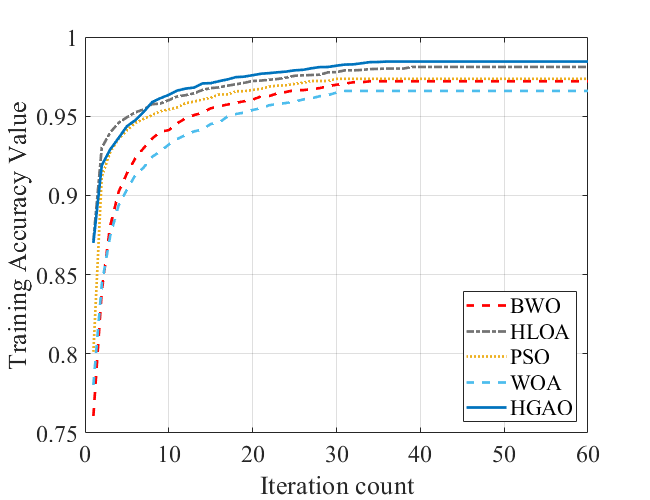 Training Accuracy Value
1
0.95
0.9
0.85
0.8
0.75
0 10 20 30 40 50 60
Iteration count
BWO
HLOA
PSO
WOA
HGAO